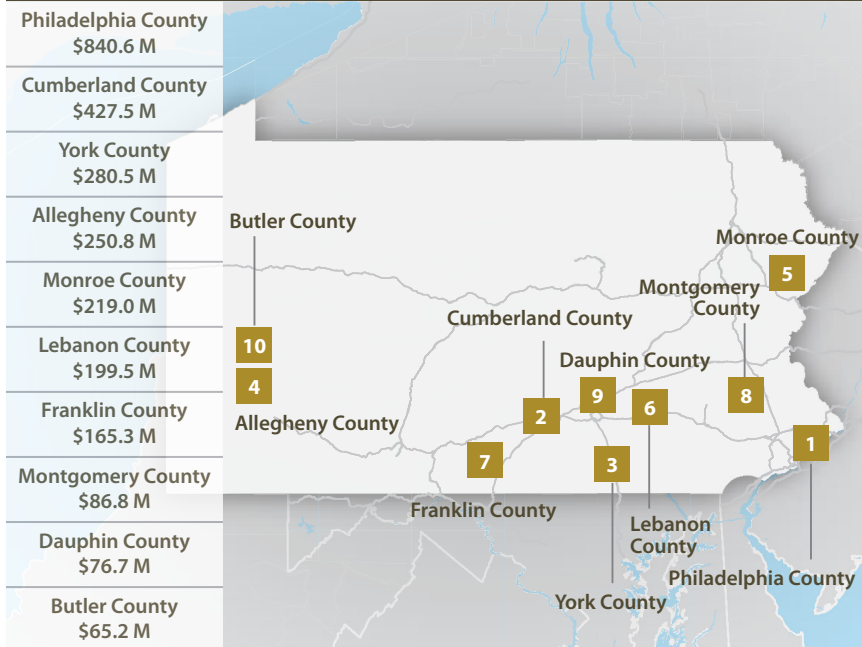 Philadelphia County
$840.6 M
Cumberland County
$427.5 M
York County
$280.5 M
Allegheny County
$250.8 M
Monroe County
$219.0 M
Lebanon County
$199.5 M
Franklin County
$165.3 M
Montgomery County
$86.8 M
Dauphin County
$76.7 M
Butler County
$65.2 M
Butler County
Monroe County
5
Montgomery
County
Cumberland County
10
Dauphin County
4
9
6
8
2
Allegheny County
1
7
3
Franklin County
Lebanon
County
Philadelphia County
York County